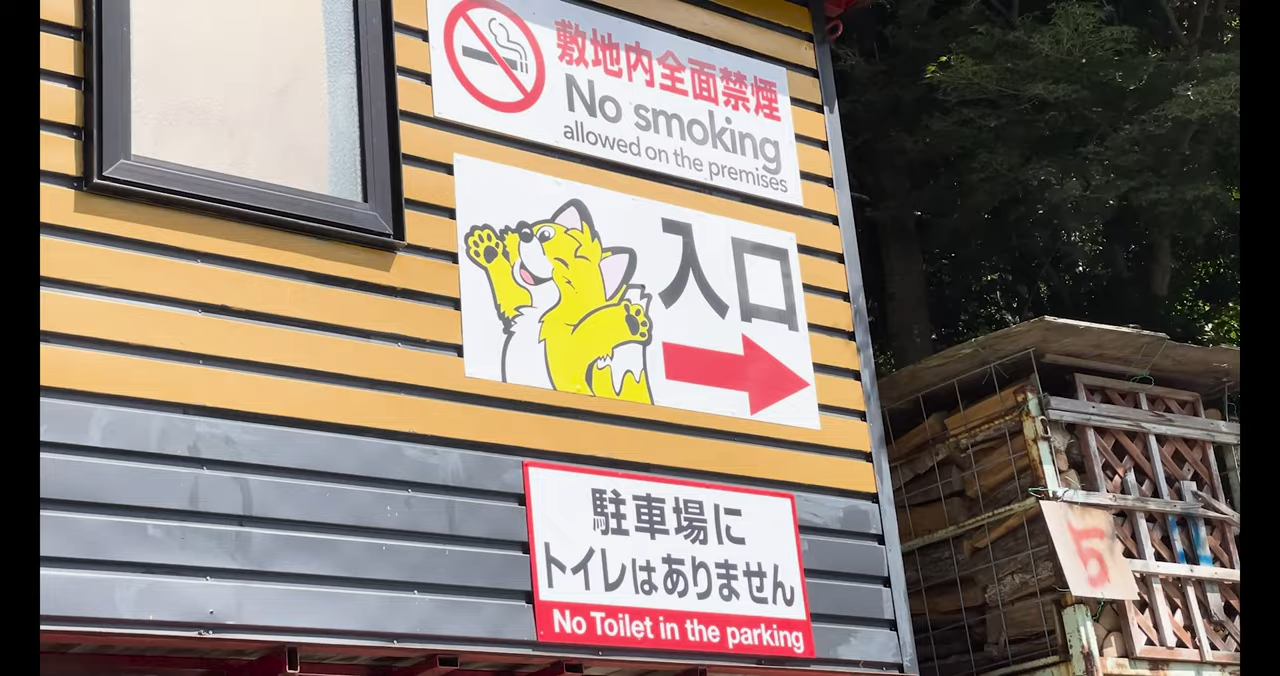 敷地内全面禁煙
No smoking
allowed on the premises
入口
駐車場に
トイレはありません
No Toilet in the parking
5